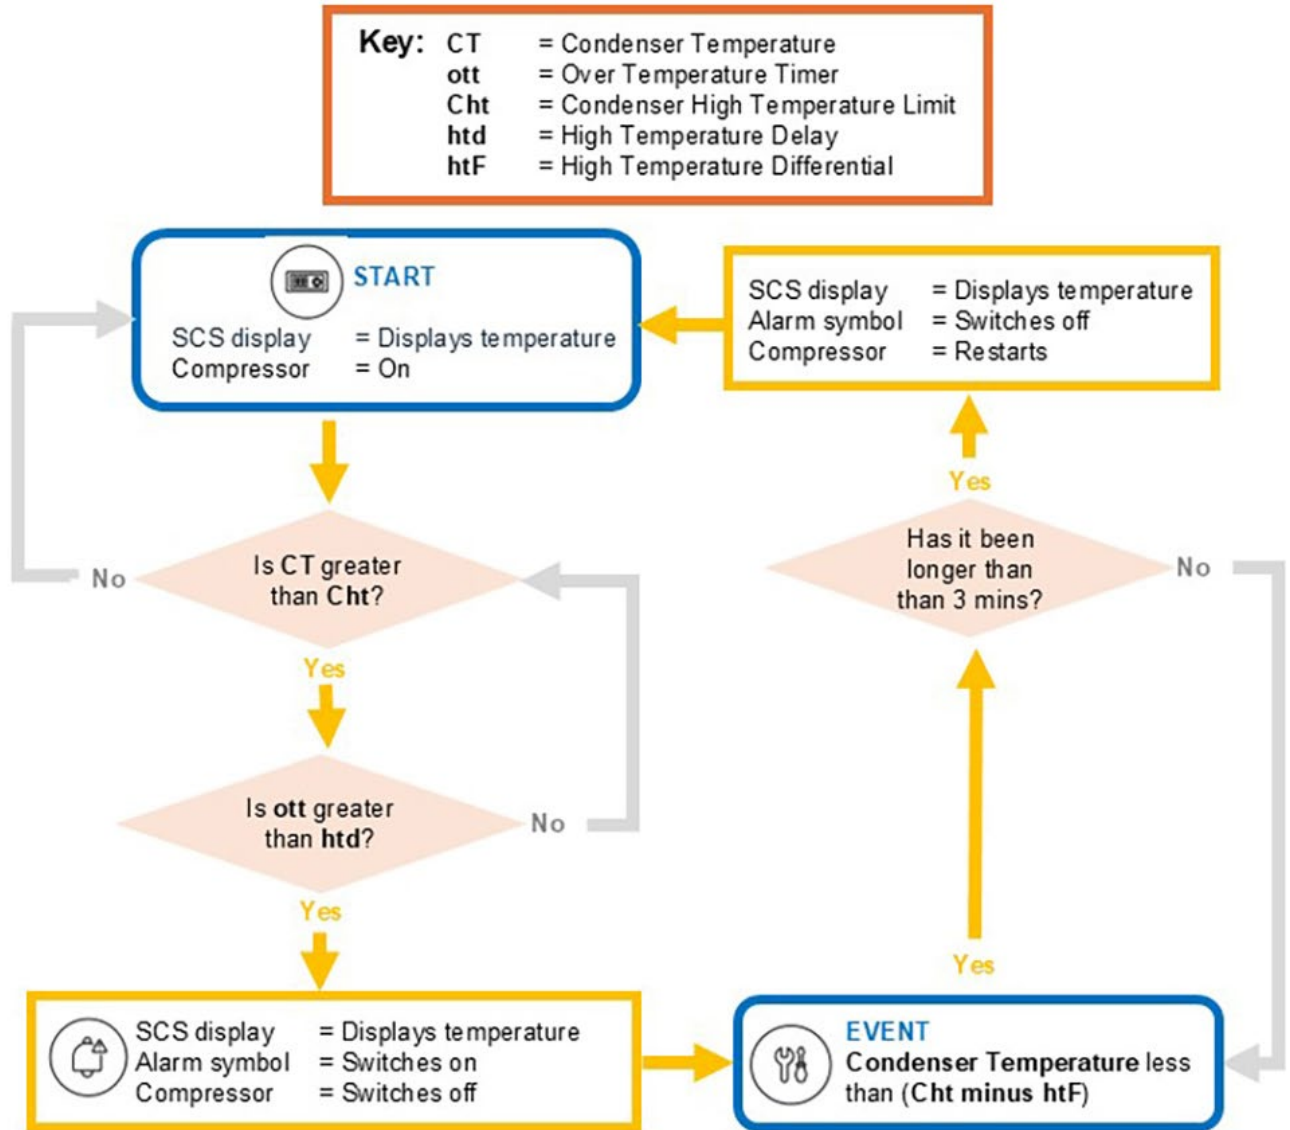 Key: CT = Condenser Temperature
ott = Over Temperature Timer
Cht = Condenser High Temperature Limit
htd = High Temperature Delay
htF = High Temperature Differential
START
SCS display = Displays temperature
Compressor = On
SCS display = Displays temperature
Alarm symbol = Switches off
Compressor = Restarts
Is CT greater
than Cht?
No
Yes
Is ott greater
than htd?
No
Yes
SCS display = Displays temperature
Alarm symbol = Switches on
Compressor = Switches off
EVENT
Condenser Temperature less
than (Cht minus htF)
Yes
Has it been
longer than
than 3 mins?
No
Yes